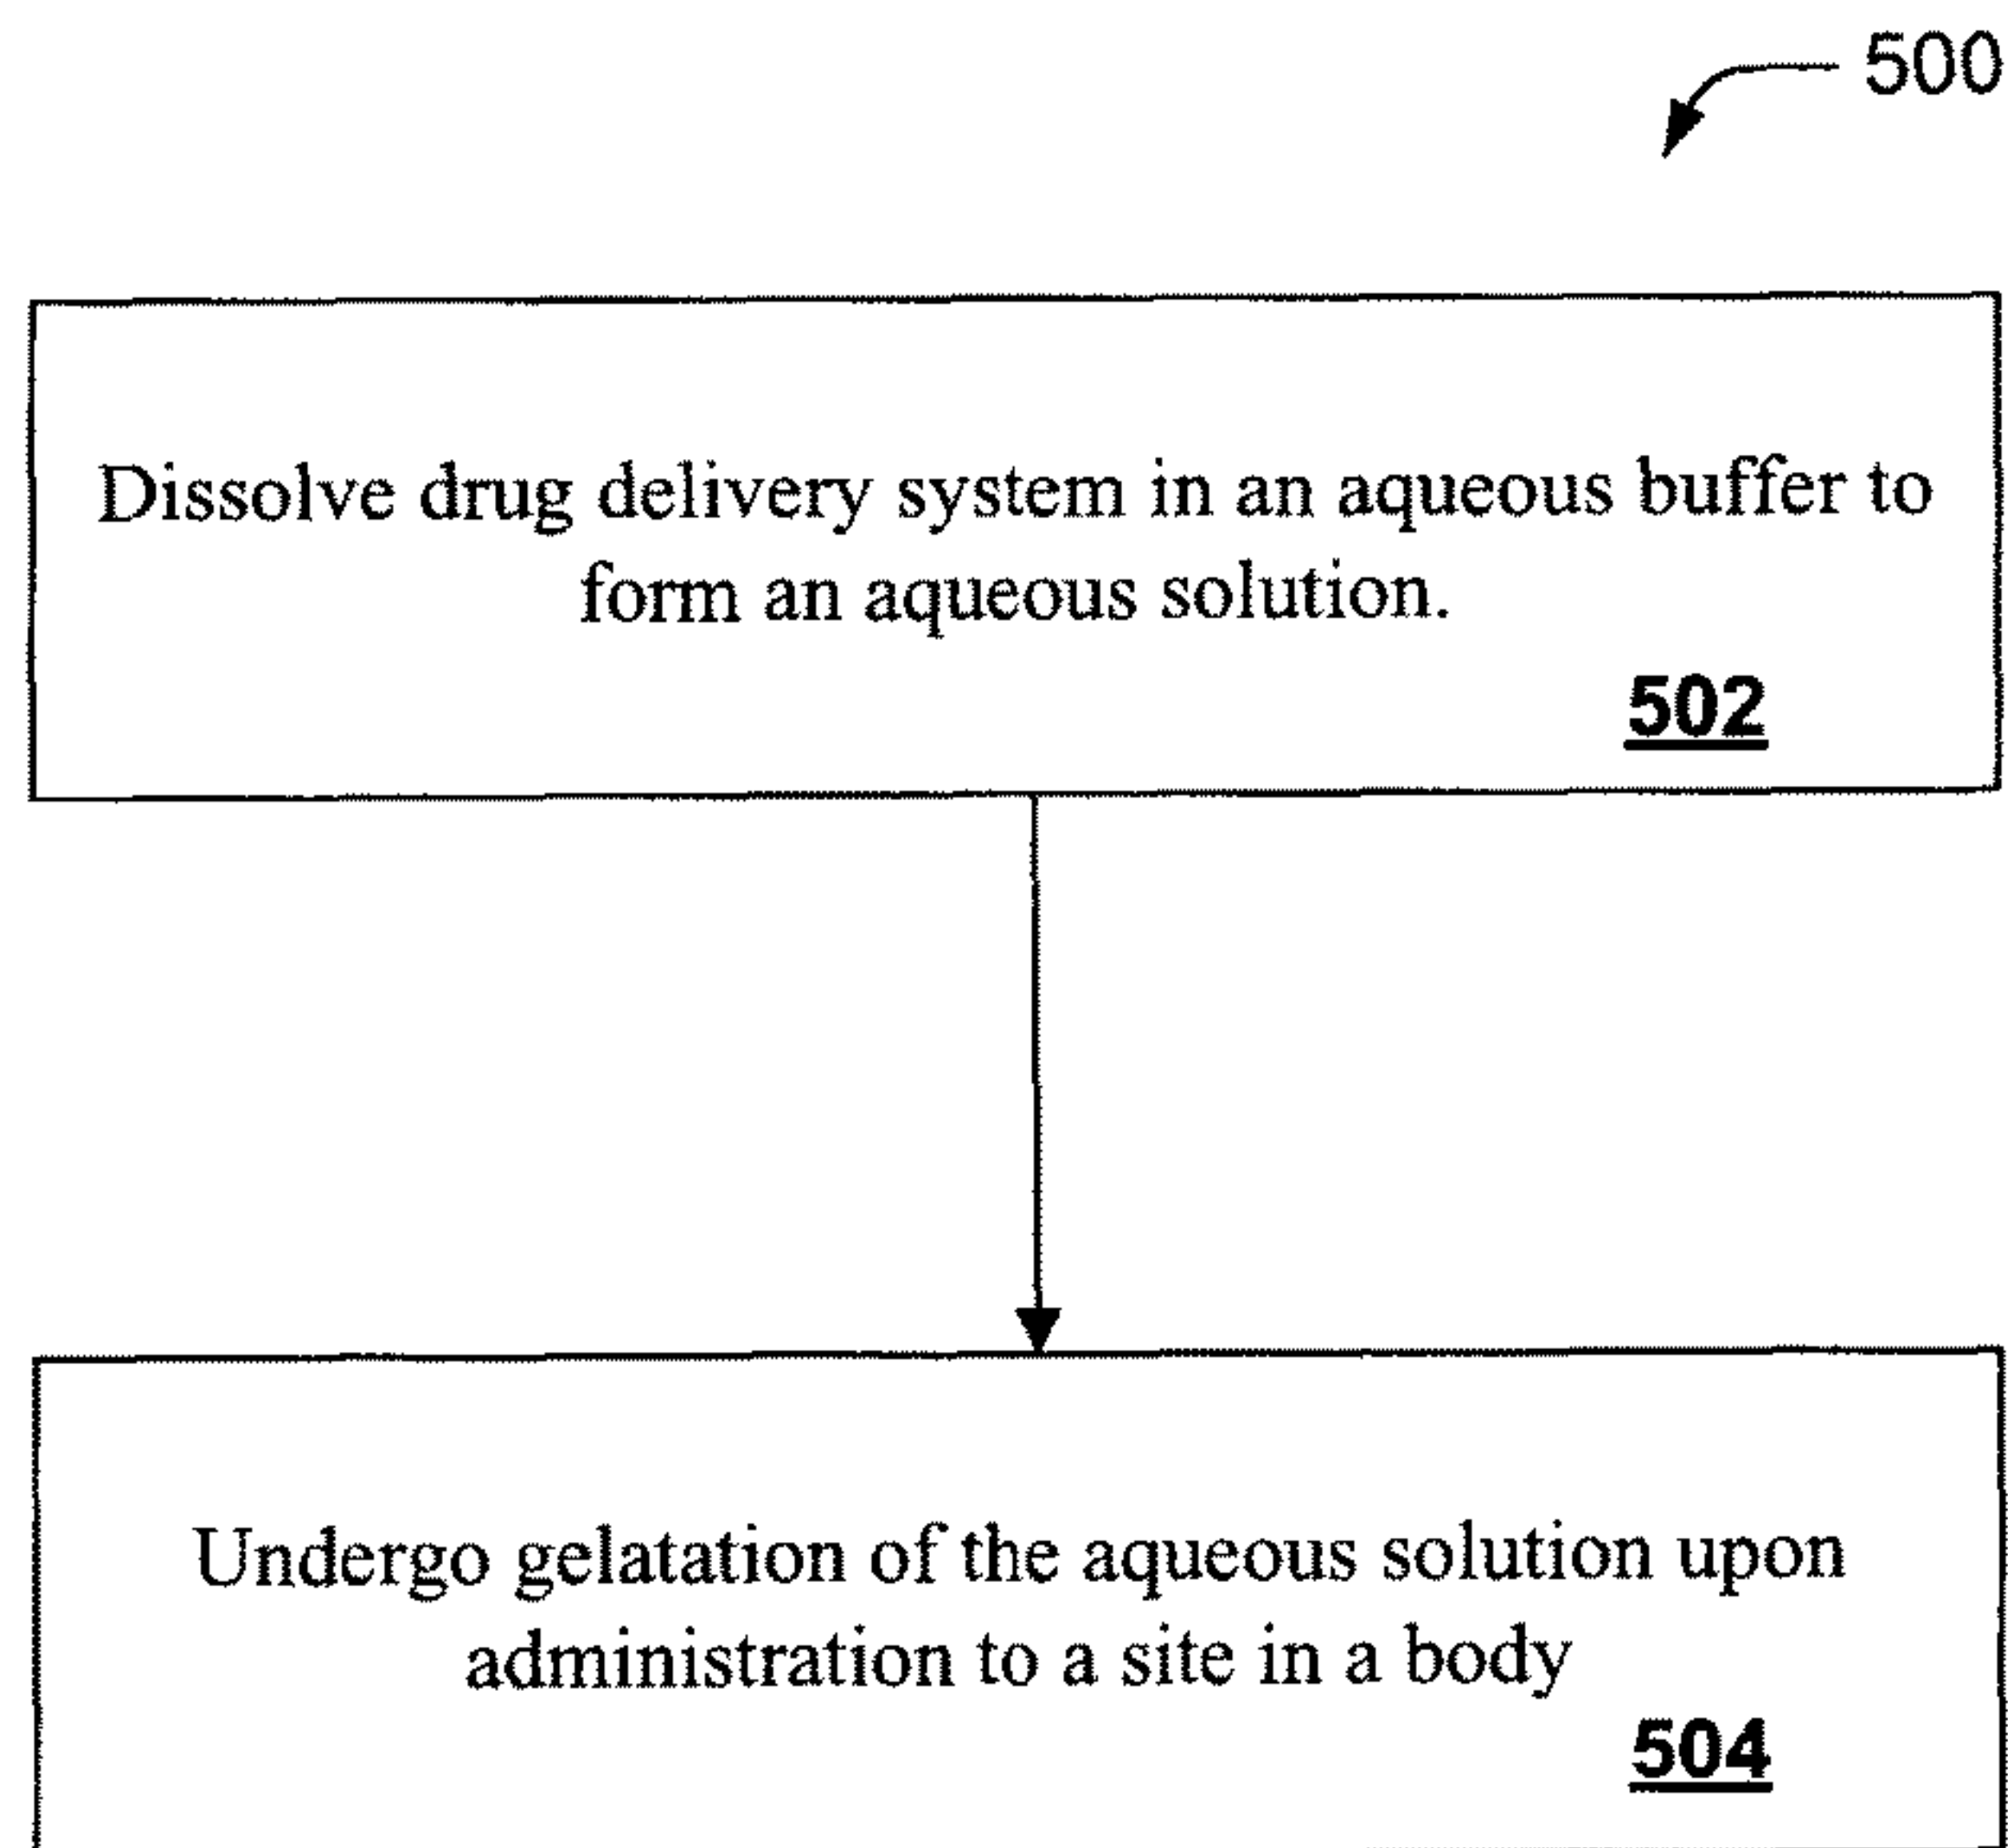 500
Dissolve drug delivery system in an aqueous buffer to
form an aqueous solution.
502
Undergo gelatation of the aqueous solution upon
administration to a site in a body
504